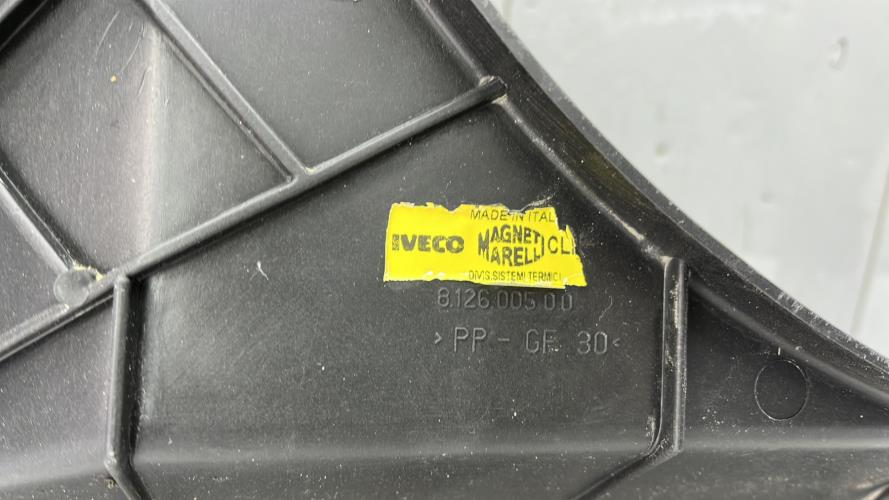 MADE IN ITAL
IVECO MAGNETI MARELLI CL
DIVIS.SISTEMI TERMICI
8.126.005.0.0
>PP - GF 30<